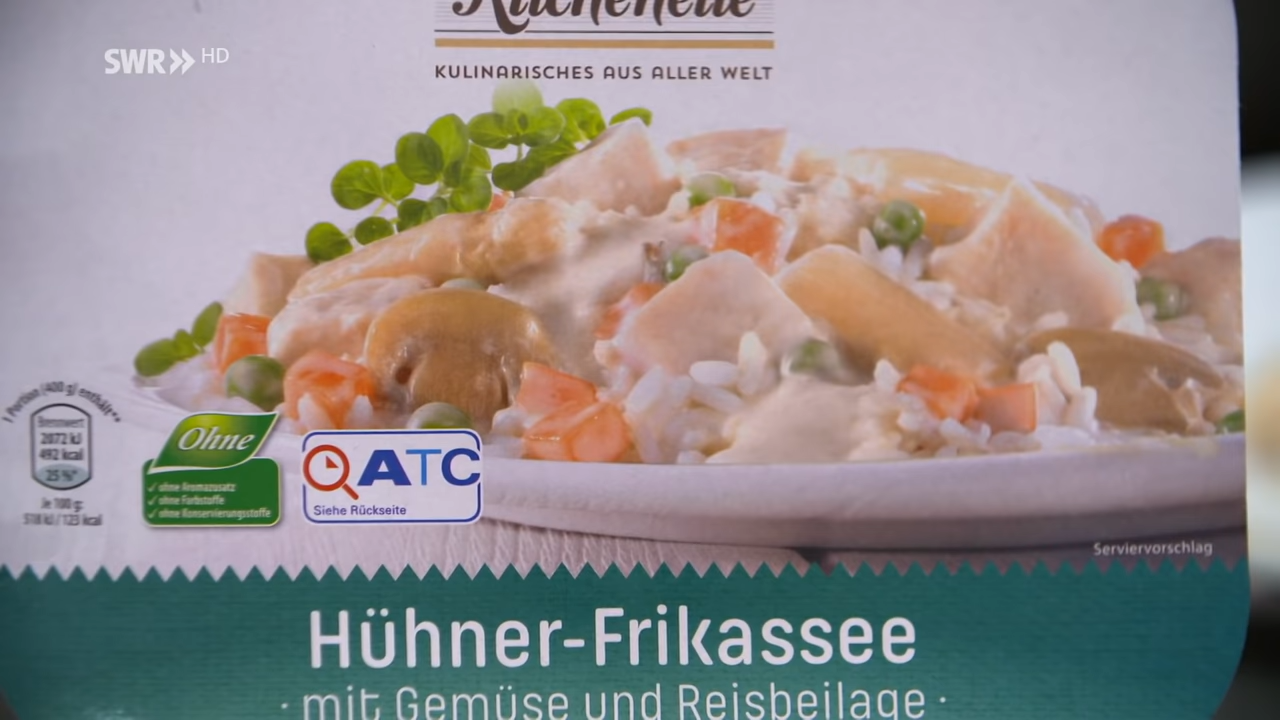 SWR HD
Küchenhelle
KULINARISCHES AUS ALLER WELT
1 Portion (400 g) enthält**
Brennwert
2072 kJ
492 kcal
25 %*
Je 100 g:
518 kJ / 123 kcal
Ohne
✓ ohne Aromazusatz
✓ ohne Farbstoffe
✓ ohne Konservierungsstoffe
ATC
Siehe Rückseite
Serviervorschlag
Hühner-Frikassee
· mit Gemüse und Reisbeilage ·